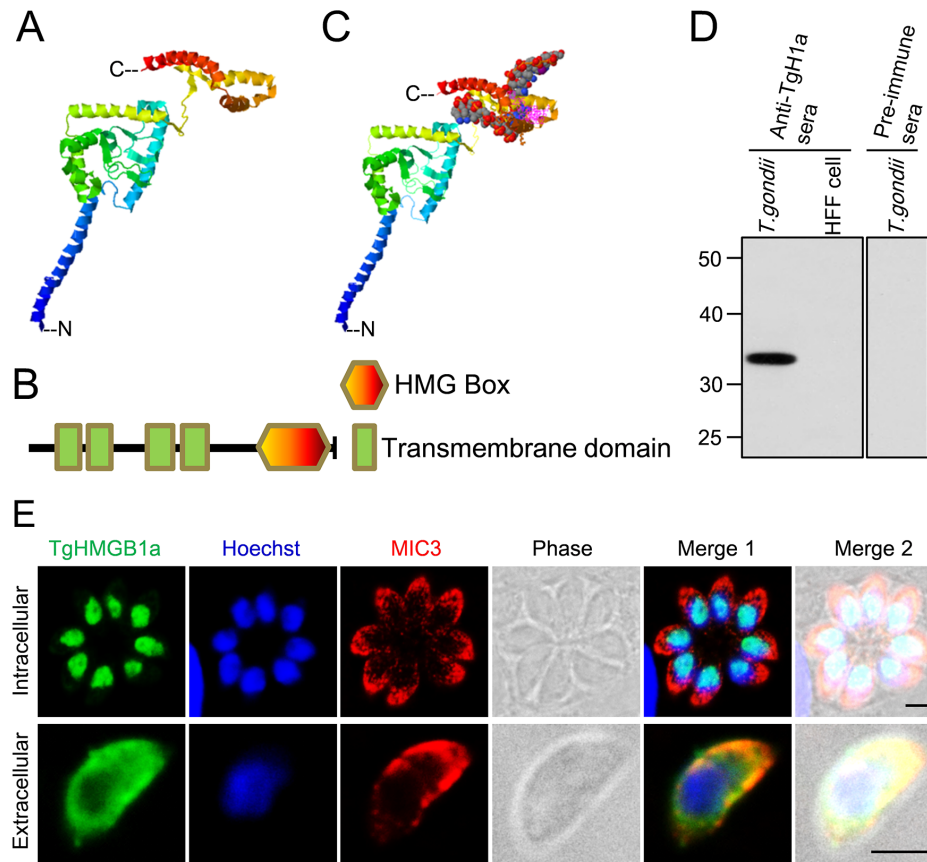 A
C--
--N
C
C--
--N
D
Anti-TgH1a
sera
Pre-immune
sera
T.gondii
HFF cell
T.gondii
50
40
30
25
B
HMG Box
Transmembrane domain
E
TgHMGB1a
Hoechst
MIC3
Phase
Merge 1
Merge 2
Intracellular
Extracellular